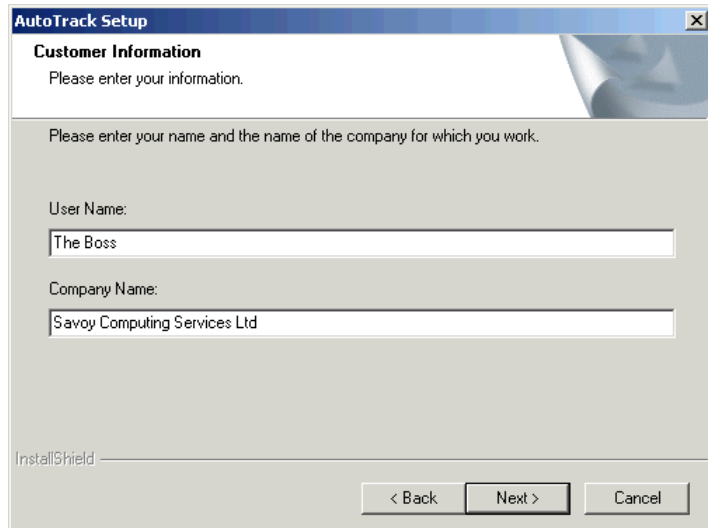 AutoTrack Setup
Customer Information
Please enter your information.
Please enter your name and the name of the company for which you work.
User Name:
The Boss
Company Name:
Savoy Computing Services Ltd
InstallShield
< Back Next > Cancel